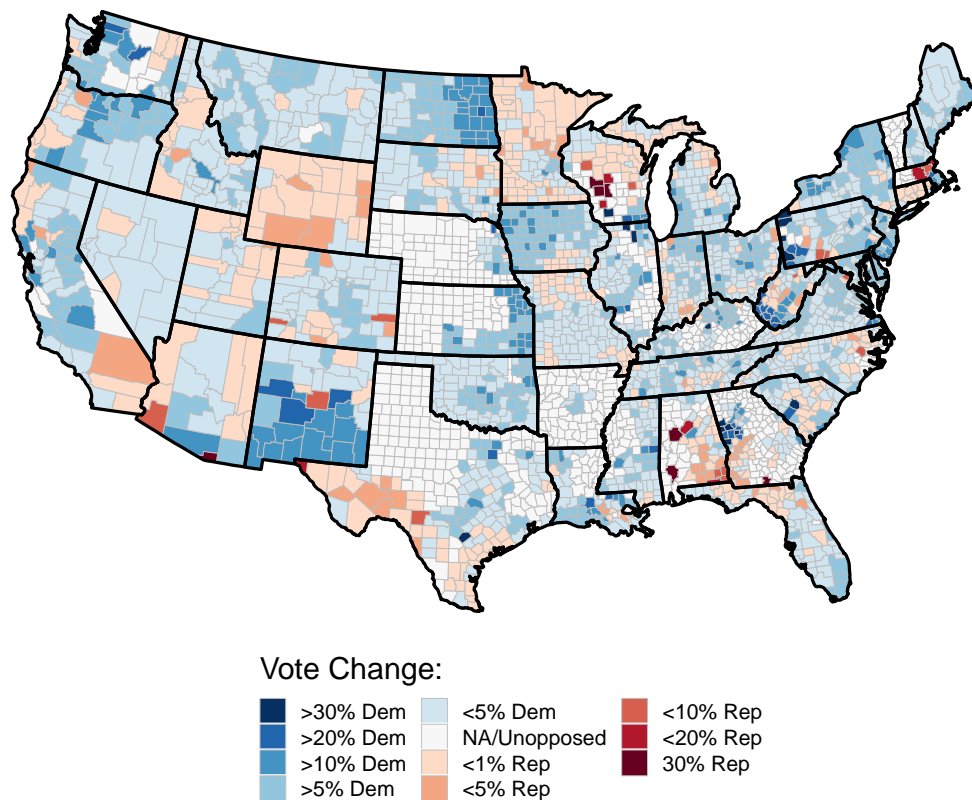 Vote Change:
>30% Dem
>20% Dem
>10% Dem
>5% Dem
<5% Dem
NA/Unopposed
<1% Rep
<5% Rep
<10% Rep
<20% Rep
30% Rep